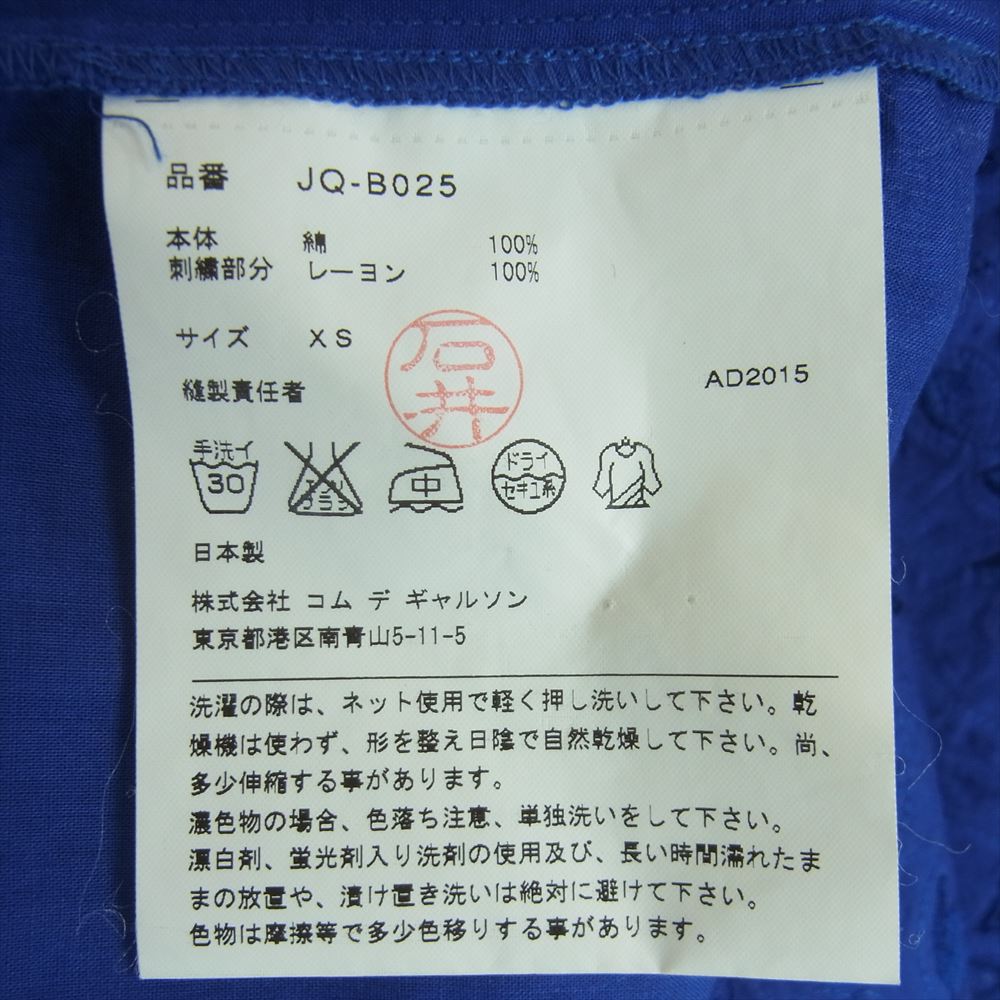 品番 JQ-B025
本体 綿 100%
刺繍部分 レーヨン 100%
サイズ XS
石井
縫製責任者
AD2015
手洗イ
30
エンソ
サラシ
中
ドライ
セキユ系
日本製
株式会社 コム デ ギャルソン
東京都港区南青山5-11-5
洗濯の際は、ネット使用で軽く押し洗いして下さい。乾
燥機は使わず、形を整え日陰で自然乾燥して下さい。尚、
多少伸縮する事があります。
濃色物の場合、色落ち注意、単独洗いをして下さい。
漂白剤、蛍光剤入り洗剤の使用及び、長い時間濡れたま
まの放置や、漬け置き洗いは絶対に避けて下さい。
色物は摩擦等で多少色移りする事があります。